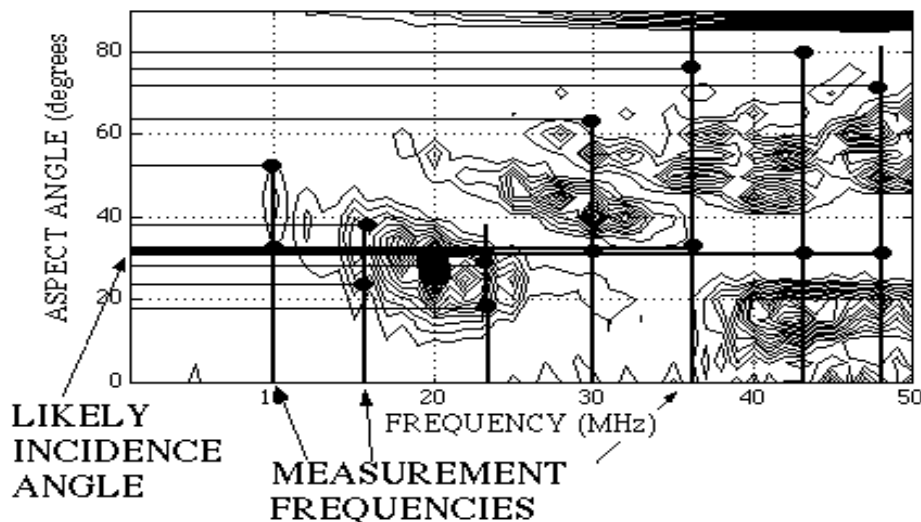 80
60
40
20
0
ASPECT ANGLE (degrees
10
20
30
40
50
FREQUENCY (MHz)
LIKELY
INCIDENCE
ANGLE
MEASUREMENT
FREQUENCIES